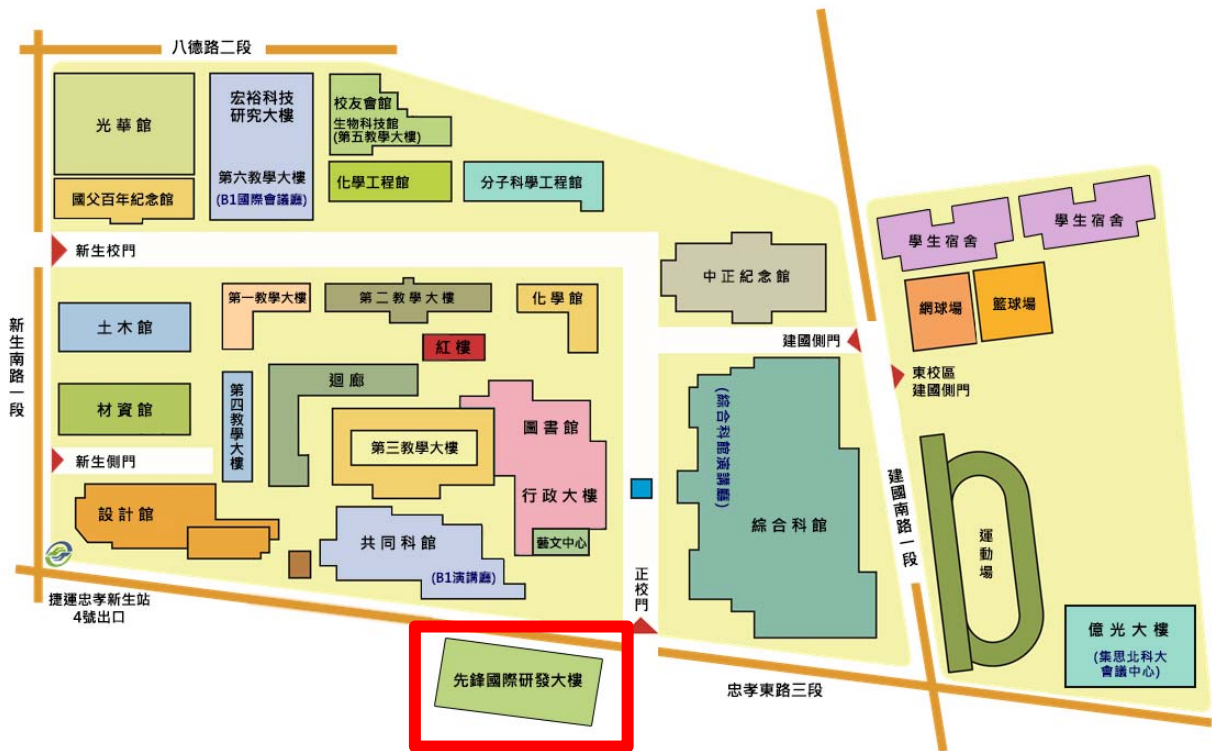 八德路二段
光華館
宏裕科技
研究大樓
第六教學大樓
(B1國際會議廳)
校友會館
生物科技館
(第五教學大樓)
國父百年紀念館
化學工程館
分子科學工程館
學生宿舍
學生宿舍
新生校門
中正紀念館
網球場
籃球場
第一教學大樓
第二教學大樓
化學館
土木館
紅樓
建國側門
新生南路一段
迴廊
東校區
建國側門
材資館
第四教學大樓
圖書館
(綜合科館演講廳)
第三教學大樓
新生側門
行政大樓
設計館
綜合科館
建國南路一段
運動場
共同科館
藝文中心
(B1演講廳)
正校門
捷運忠孝新生站
4號出口
億光大樓
(集思北科大
會議中心)
先鋒國際研發大樓
忠孝東路三段